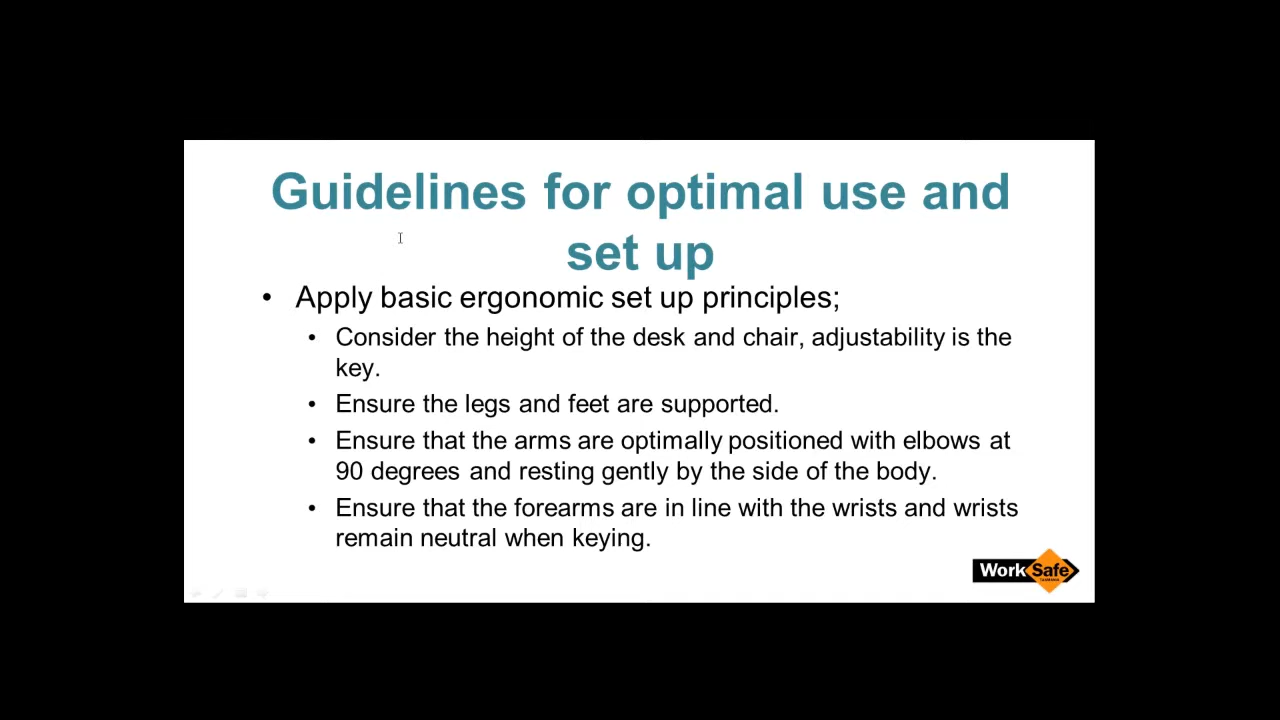 Guidelines for optimal use and
set up
• Apply basic ergonomic set up principles;
• Consider the height of the desk and chair, adjustability is the
key.
• Ensure the legs and feet are supported.
• Ensure that the arms are optimally positioned with elbows at
90 degrees and resting gently by the side of the body.
• Ensure that the forearms are in line with the wrists and wrists
remain neutral when keying.
WorkSafe
TASMANIA